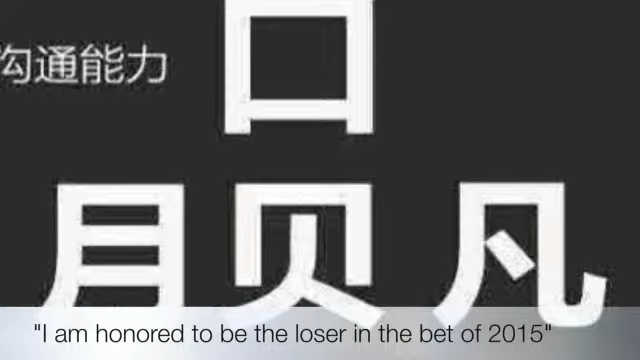 沟通能力
口
月贝凡
"I am honored to be the loser in the bet of 2015"